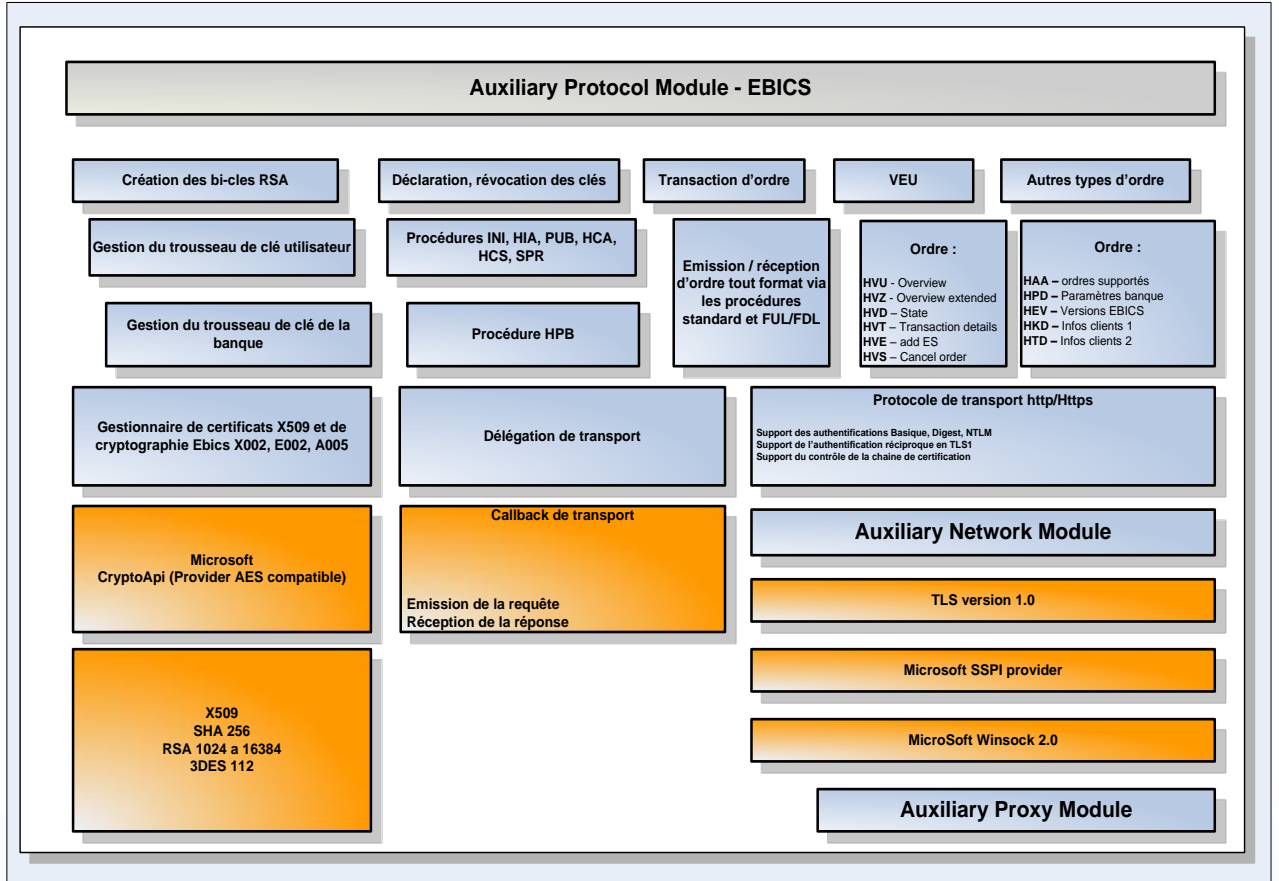 Auxiliary Protocol Module - EBICS
Création des bi-cles RSA
Déclaration, révocation des clés
Transaction d'ordre
VEU
Autres types d'ordre
Gestion du trousseau de clé utilisateur
Procédures INI, HIA, PUB, HCA,
HCS, SPR
Emission / réception
d'ordre tout format via
les procédures
standard et FUL/FDL
Ordre :
HVU - Overview
HVZ - Overview extended
HVD – State
HVT – Transaction details
HVE – add ES
HVS – Cancel order
Ordre :
HAA – ordres supportés
HPD – Paramètres banque
HEV – Versions EBICS
HKD – Infos clients 1
HTD – Infos clients 2
Gestion du trousseau de clé de la
banque
Procédure HPB
Gestionnaire de certificats X509 et de
cryptographie Ebics X002, E002, A005
Délégation de transport
Protocole de transport http/Https
Support des authentifications Basique, Digest, NTLM
Support de l'authentification réciproque en TLS1
Support du contrôle de la chaine de certification
Microsoft
CryptoApi (Provider AES compatible)
Callback de transport
Emission de la requête
Réception de la réponse
Auxiliary Network Module
TLS version 1.0
Microsoft SSPI provider
MicroSoft Winsock 2.0
X509
SHA 256
RSA 1024 a 16384
3DES 112
Auxiliary Proxy Module